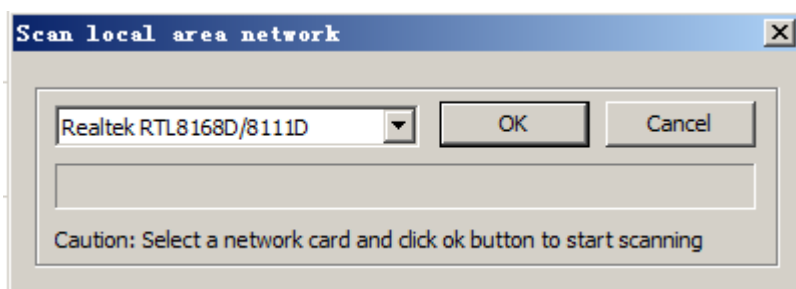 Scan local area network
Realtek RTL8168D/8111D
OK
Cancel
Caution: Select a network card and click ok button to start scanning